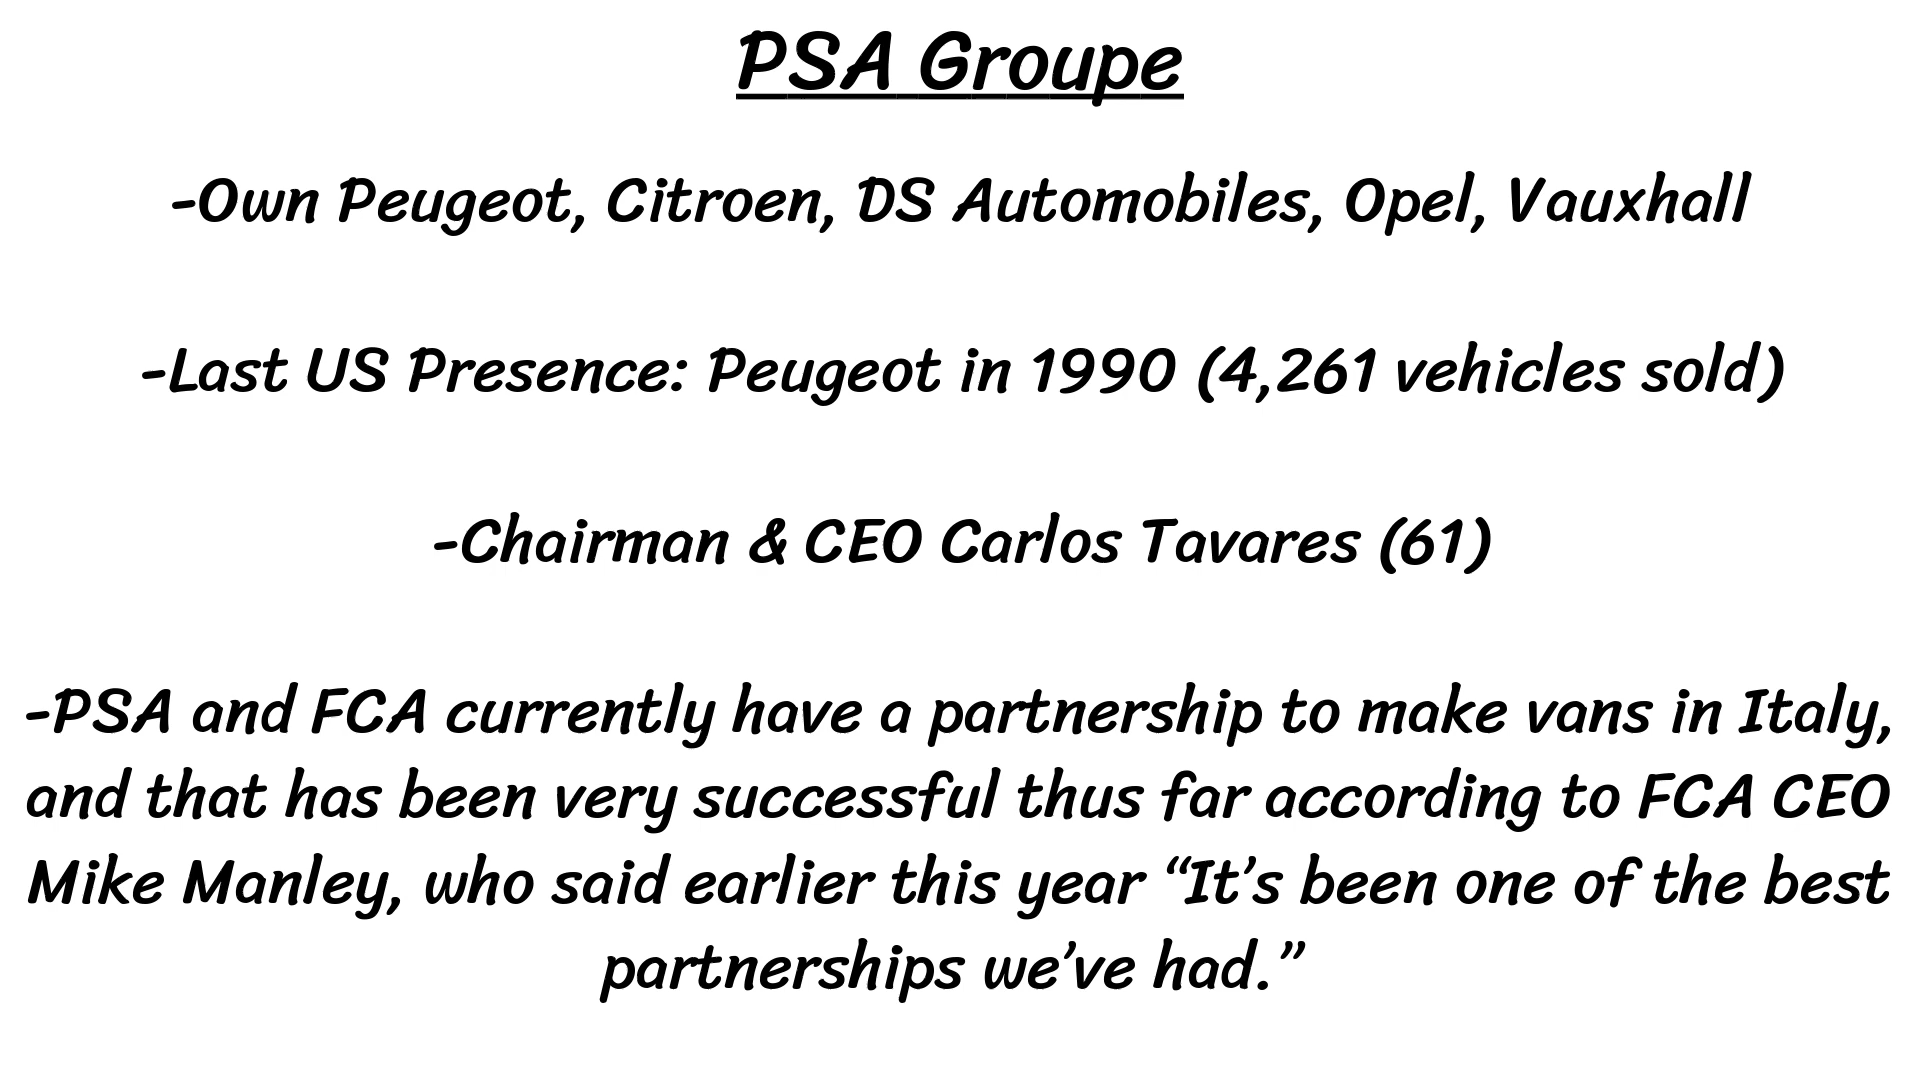 PSA Groupe
-Own Peugeot, Citroen, DS Automobiles, Opel, Vauxhall
-Last US Presence: Peugeot in 1990 (4,261 vehicles sold)
-Chairman & CEO Carlos Tavares (61)
-PSA and FCA currently have a partnership to make vans in Italy,
and that has been very successful thus far according to FCA CEO
Mike Manley, who said earlier this year “It’s been one of the best
partnerships we’ve had.”